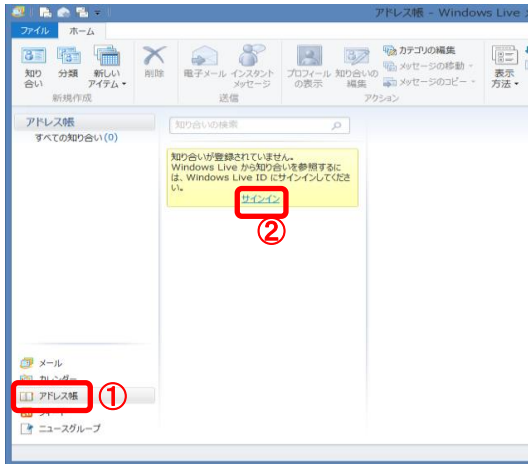 アドレス帳 - Windows Live
ファイル ホーム
知り合い 分類 新しいアイテム 削除 電子メール インスタントメッセージ プロフィールの表示 知り合いの編集 カテゴリの編集 表示方法
メッセージの移動
メッセージのコピー
新規作成 送信 アクション
アドレス帳
すべての知り合い (0)
知り合いの検索
知り合いが登録されていません。
Windows Live から知り合いを参照するに
は、Windows Live ID にサインインしてくださ
い。
サインイン
②
メール
カレンダー
アドレス帳 ①
ニュースグループ